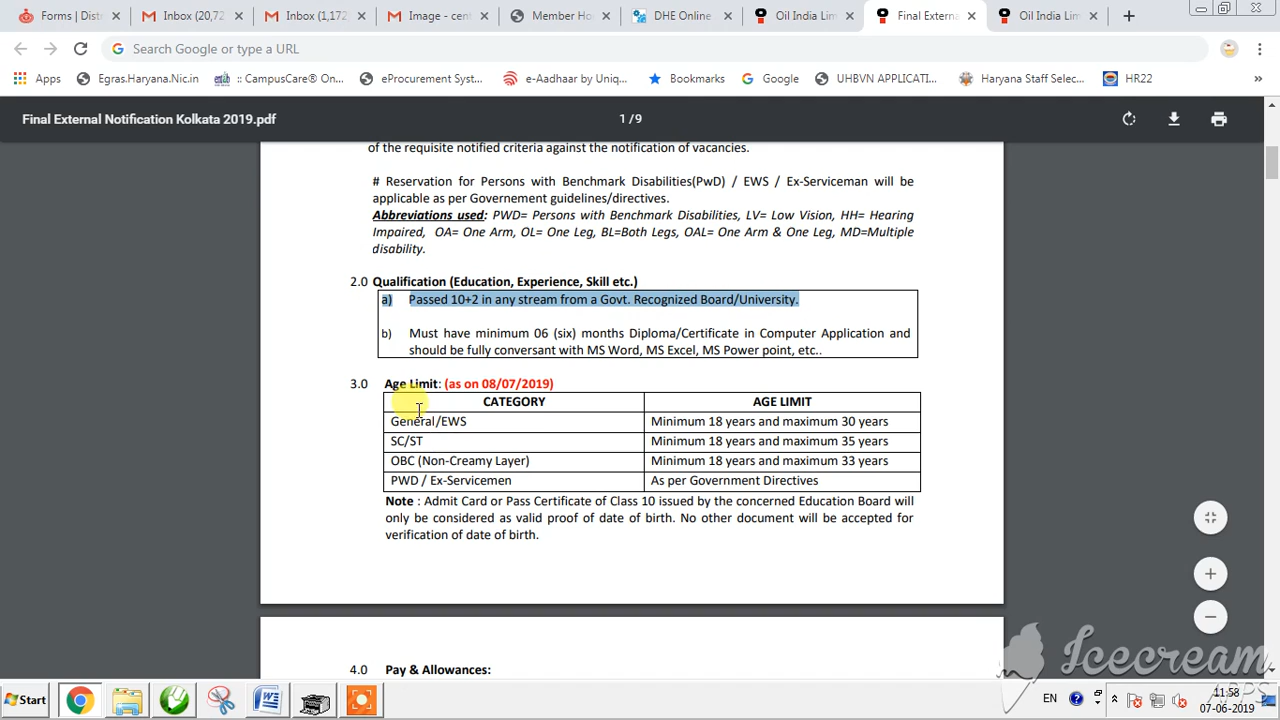 Forms | Dist
Inbox (20,72
Inbox (1,172
Image - cen
Member Ho
DHE Online
Oil India Lim
Final Externa
Oil India Lim
Search Google or type a URL
Apps
Egras.Haryana.Nic.in
:: CampusCare® On...
eProcurement Syst...
e-Aadhaar by Uniq...
Bookmarks
Google
UHBVN APPLICATI...
Haryana Staff Selec...
HR22
»
Final External Notification Kolkata 2019.pdf
1 / 9
of the requisite notified criteria against the notification of vacancies.
# Reservation for Persons with Benchmark Disabilities(PwD) / EWS / Ex-Serviceman will be
applicable as per Governement guidelines/directives.
Abbreviations used: PWD= Persons with Benchmark Disabilities, LV= Low Vision, HH= Hearing
Impaired, OA= One Arm, OL= One Leg, BL=Both Legs, OAL= One Arm & One Leg, MD=Multiple
disability.
2.0 Qualification (Education, Experience, Skill etc.)
a) Passed 10+2 in any stream from a Govt. Recognized Board/University.
b) Must have minimum 06 (six) months Diploma/Certificate in Computer Application and
should be fully conversant with MS Word, MS Excel, MS Power point, etc..
3.0 Age Limit: (as on 08/07/2019)
CATEGORY AGE LIMIT
General/EWS Minimum 18 years and maximum 30 years
SC/ST Minimum 18 years and maximum 35 years
OBC (Non-Creamy Layer) Minimum 18 years and maximum 33 years
PWD / Ex-Servicemen As per Government Directives
Note : Admit Card or Pass Certificate of Class 10 issued by the concerned Education Board will
only be considered as valid proof of date of birth. No other document will be accepted for
verification of date of birth.
4.0 Pay & Allowances:
Icecream
APPS
Start
EN
11:58
07-06-2019